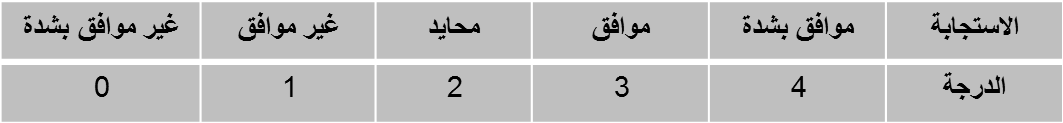 الاستجابة موافق بشدة موافق محايد غير موافق غير موافق بشدة
الدرجة 4 3 2 1 0